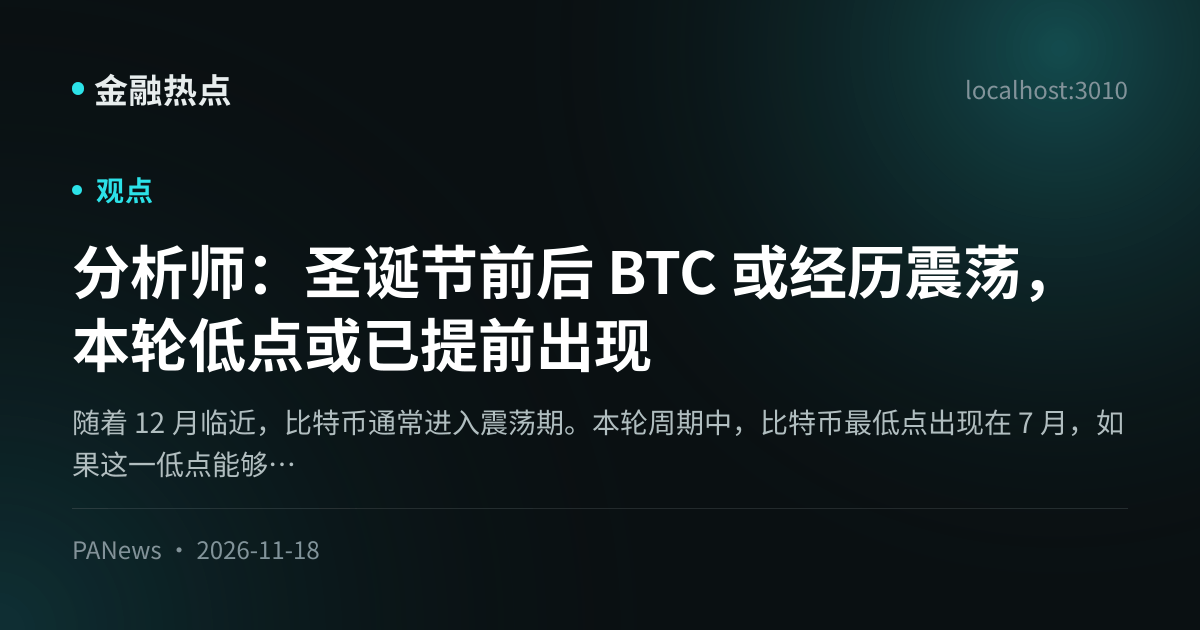 金融热点
localhost:3010
观点
分析师：圣诞节前后 BTC 或经历震荡，
本轮低点或已提前出现
随着 12 月临近，比特币通常进入震荡期。本轮周期中，比特币最低点出现在 7 月，如
果这一低点能够…
PANews • 2026-11-18